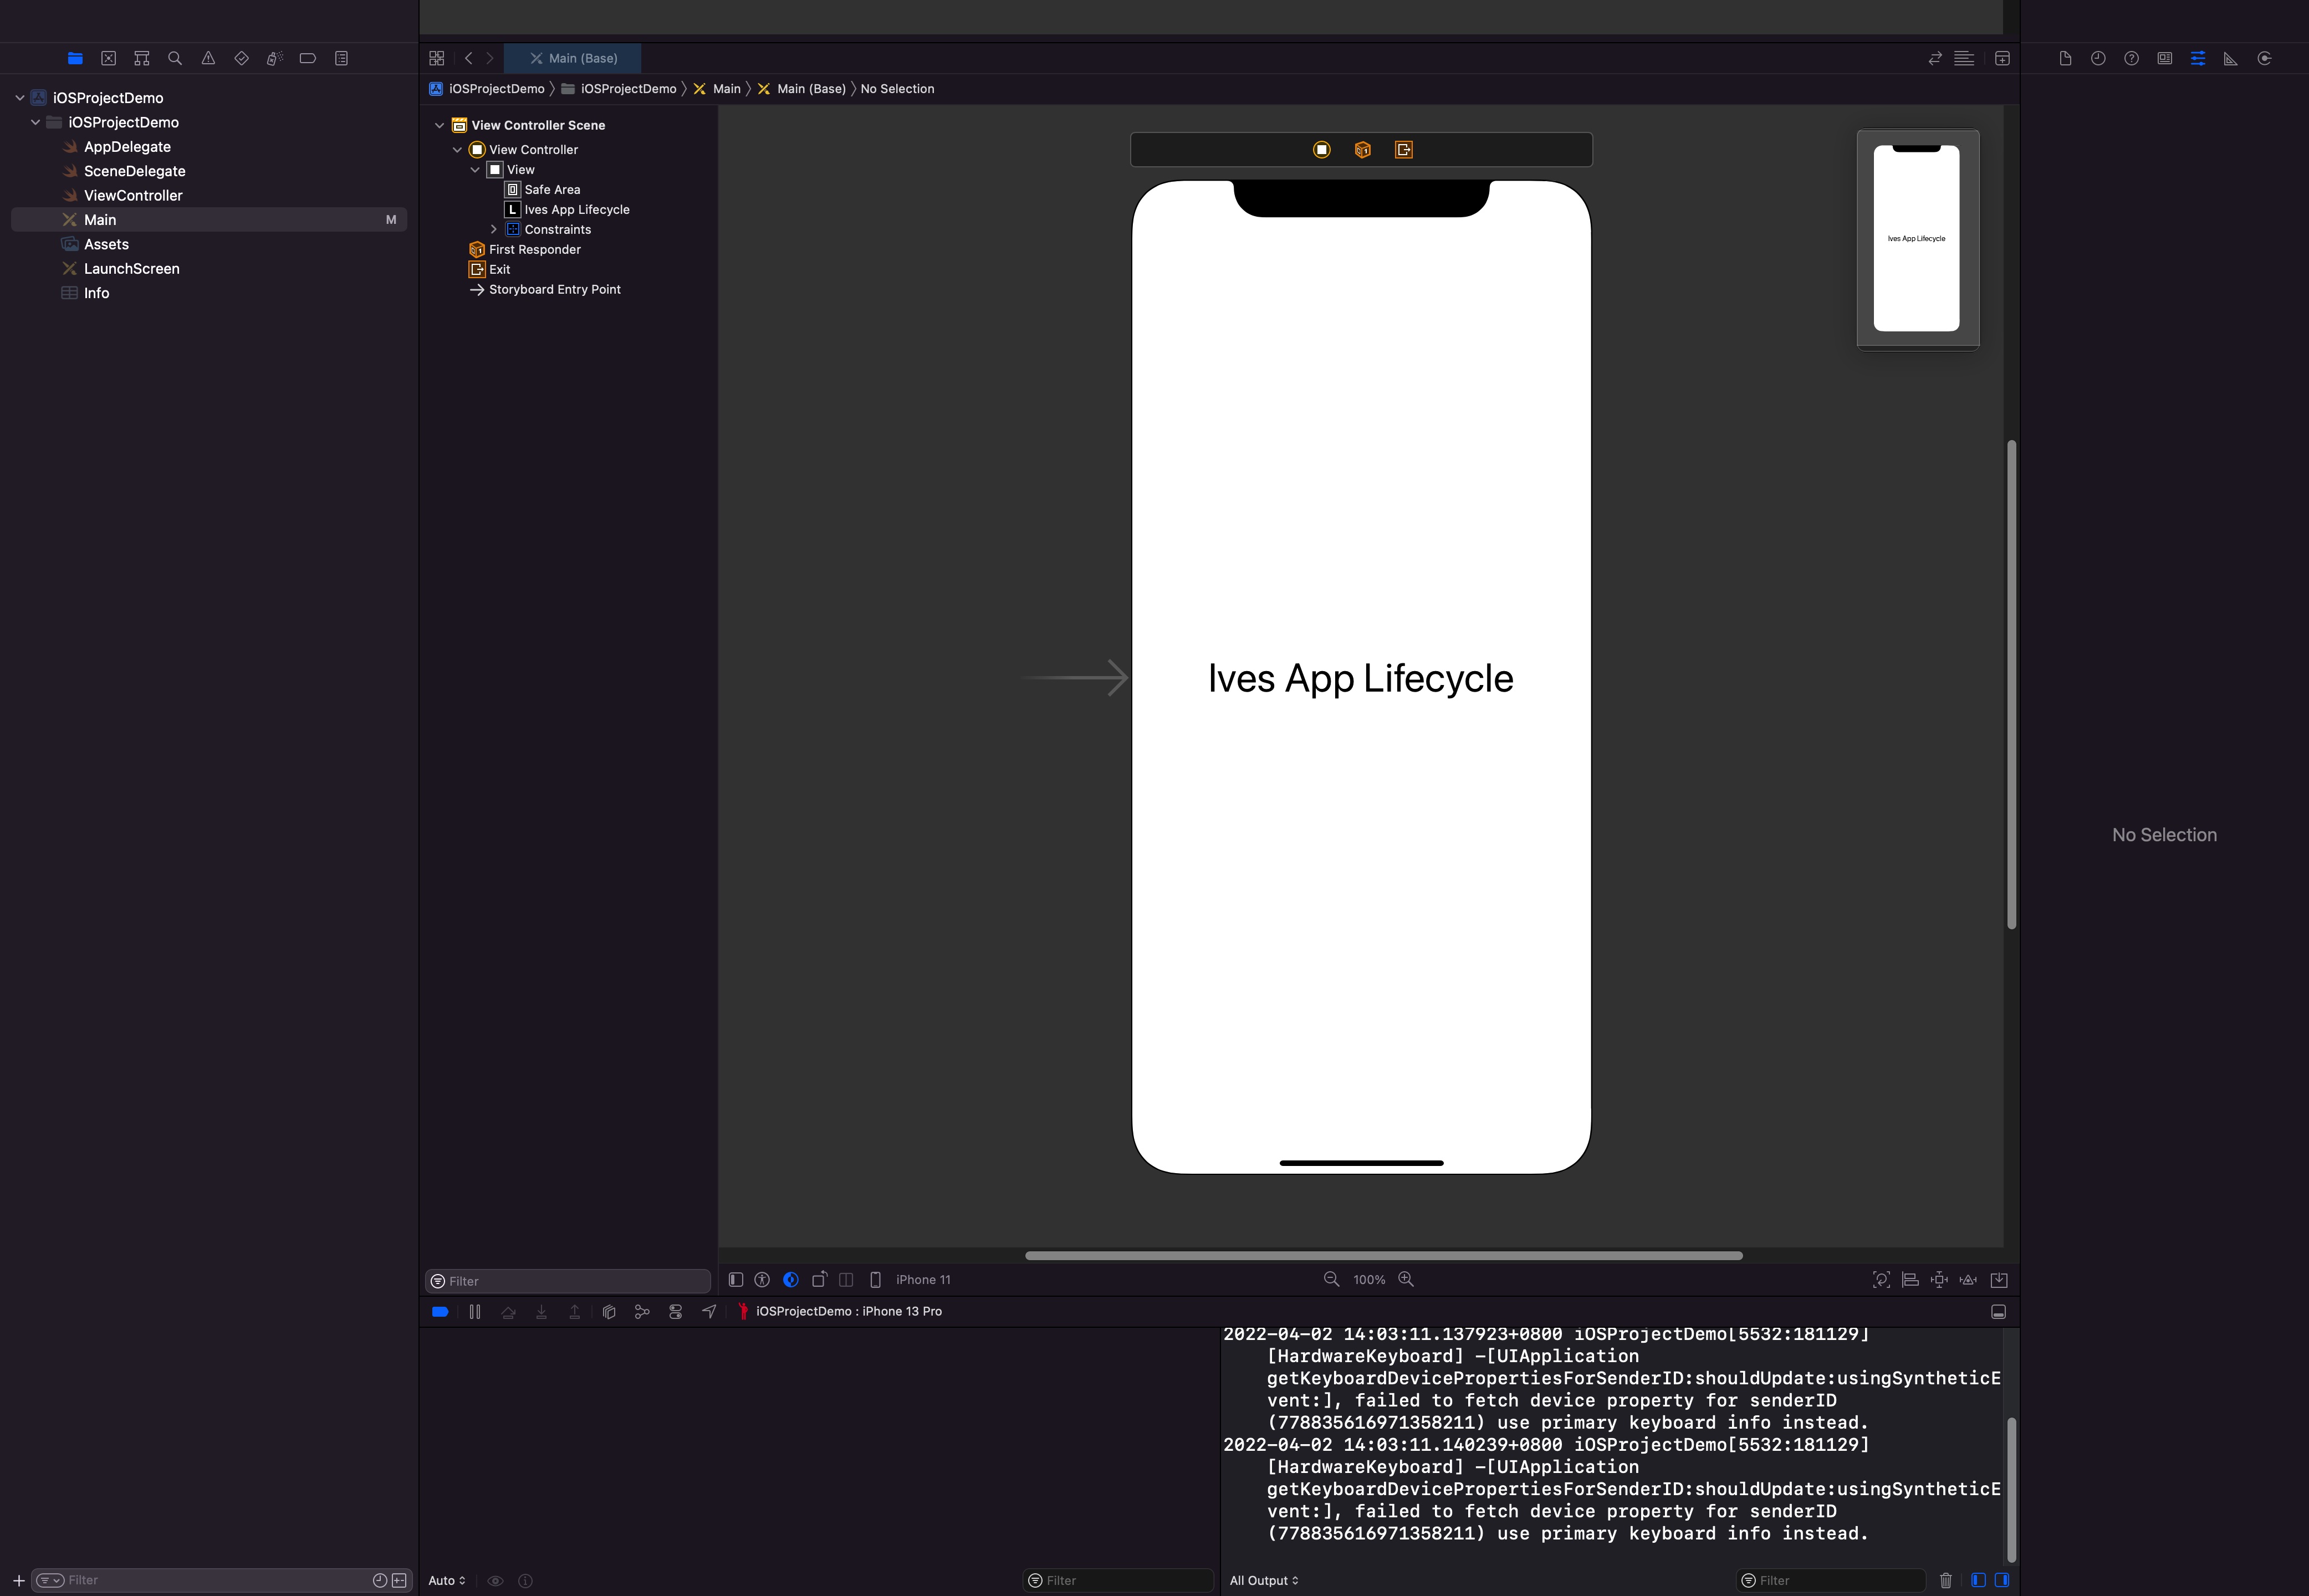 Main (Base)
iOSProjectDemo
iOSProjectDemo
AppDelegate
SceneDelegate
ViewController
Main
M
Assets
LaunchScreen
Info
Filter
iOSProjectDemo
iOSProjectDemo
Main
Main (Base)
No Selection
View Controller Scene
View Controller
View
Safe Area
L Ives App Lifecycle
Constraints
First Responder
Exit
Storyboard Entry Point
Filter
Ives App Lifecycle
Ives App Lifecycle
iPhone 11
100%
No Selection
iOSProjectDemo : iPhone 13 Pro
2022-04-02 14:03:11.137923+0800 iOSProjectDemo[5532:181129]
[HardwareKeyboard] -[UIApplication
getKeyboardDevicePropertiesForSenderID:shouldUpdate:usingSyntheticE
vent:], failed to fetch device property for senderID
(778835616971358211) use primary keyboard info instead.
2022-04-02 14:03:11.140239+0800 iOSProjectDemo[5532:181129]
[HardwareKeyboard] -[UIApplication
getKeyboardDevicePropertiesForSenderID:shouldUpdate:usingSyntheticE
vent:], failed to fetch device property for senderID
(778835616971358211) use primary keyboard info instead.
Auto
Filter
All Output
Filter